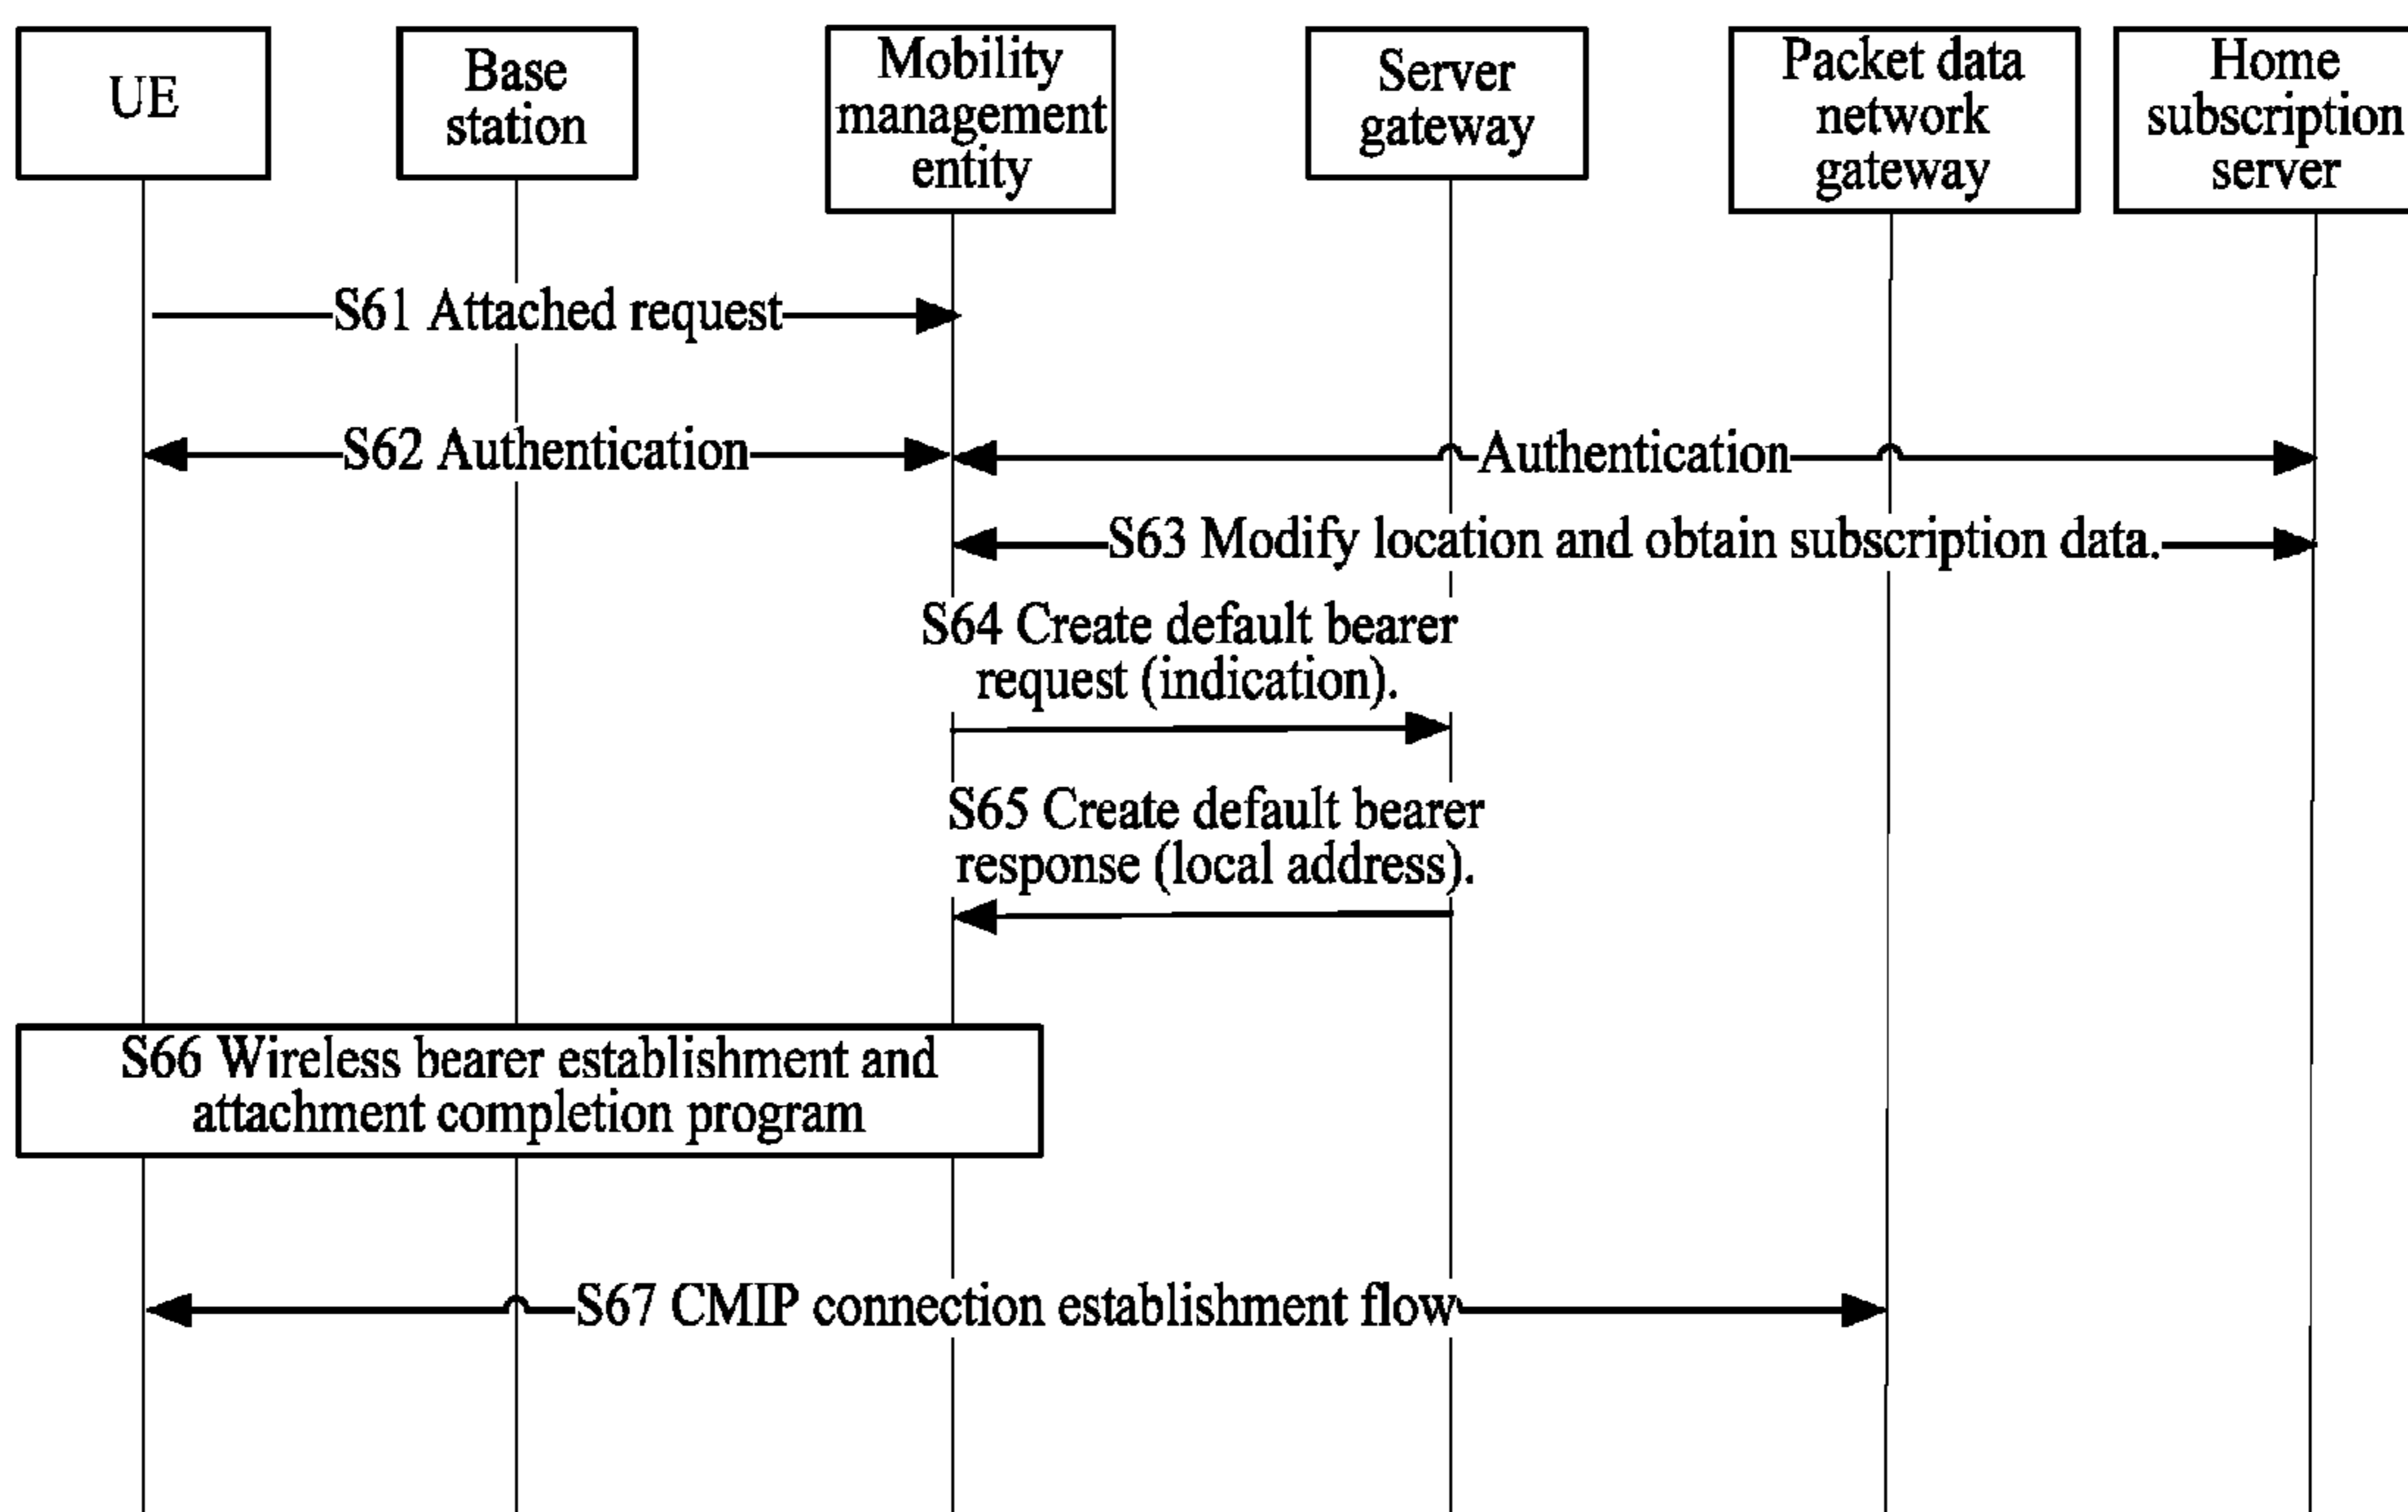 UE
Base
station
Mobility
management
entity
Server
gateway
Packet data
network
gateway
Home
subscription
server
S61 Attached request
S62 Authentication
Authentication
S63 Modify location and obtain subscription data.
S64 Create default bearer
request (indication).
S65 Create default bearer
response (local address).
S66 Wireless bearer establishment and
attachment completion program
S67 CMIP connection establishment flow